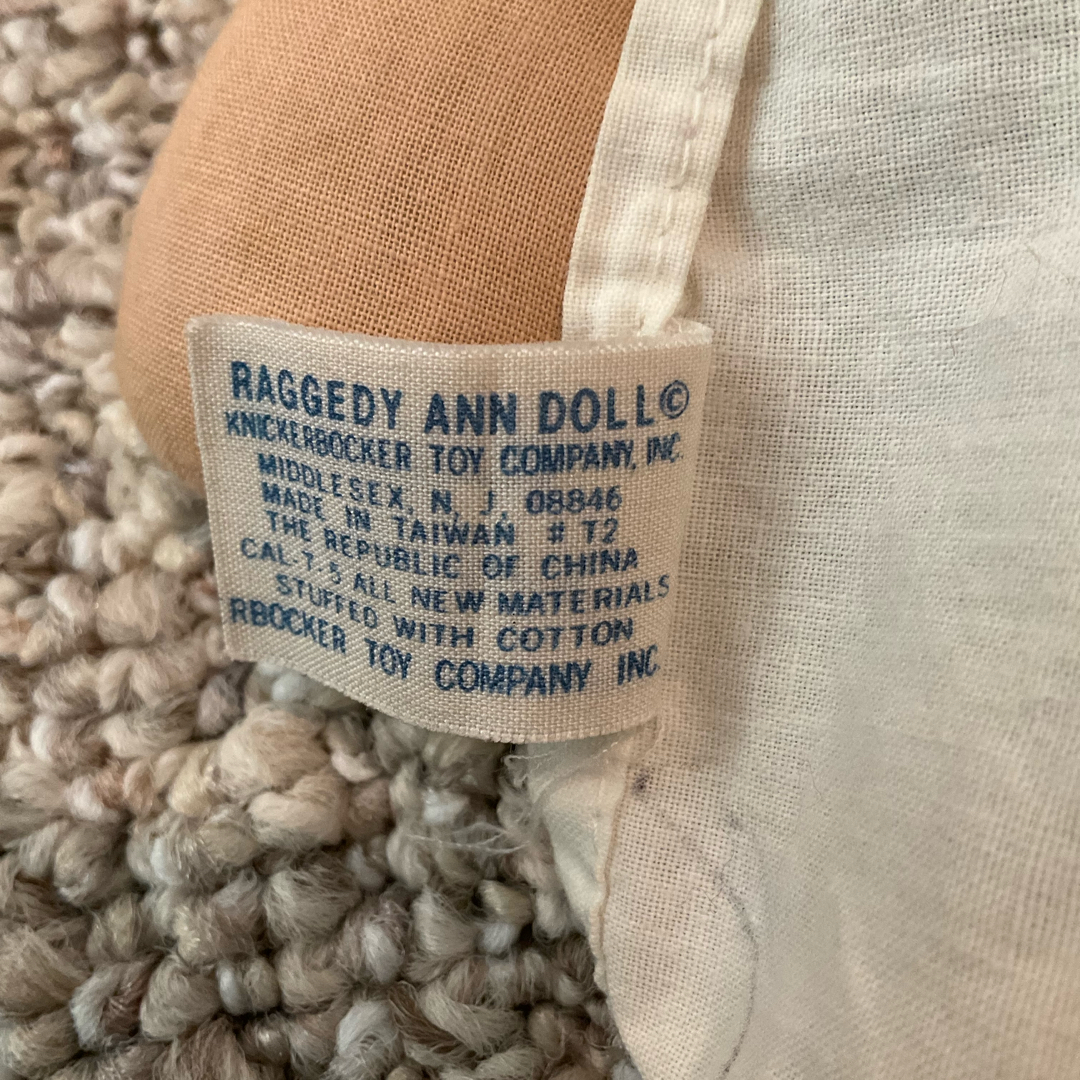 RAGGEDY ANN DOLL©
KNICKERBOCKER TOY COMPANY, INC.
MIDDLESEX, N. J. 08846
MADE IN TAIWAN # T2
THE REPUBLIC OF CHINA
CAL-7-5 ALL NEW MATERIALS
STUFFED WITH COTTON
RBOCKER TOY COMPANY INC.